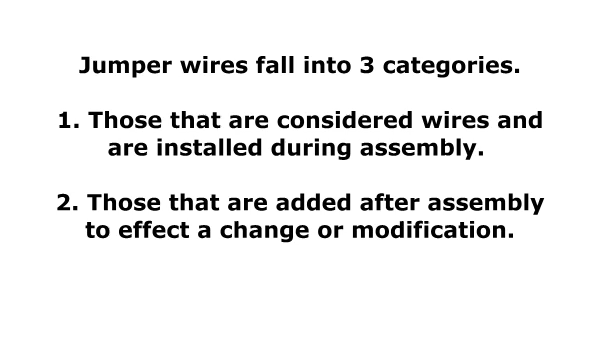 Jumper wires fall into 3 categories.
1. Those that are considered wires and
are installed during assembly.
2. Those that are added after assembly
to effect a change or modification.